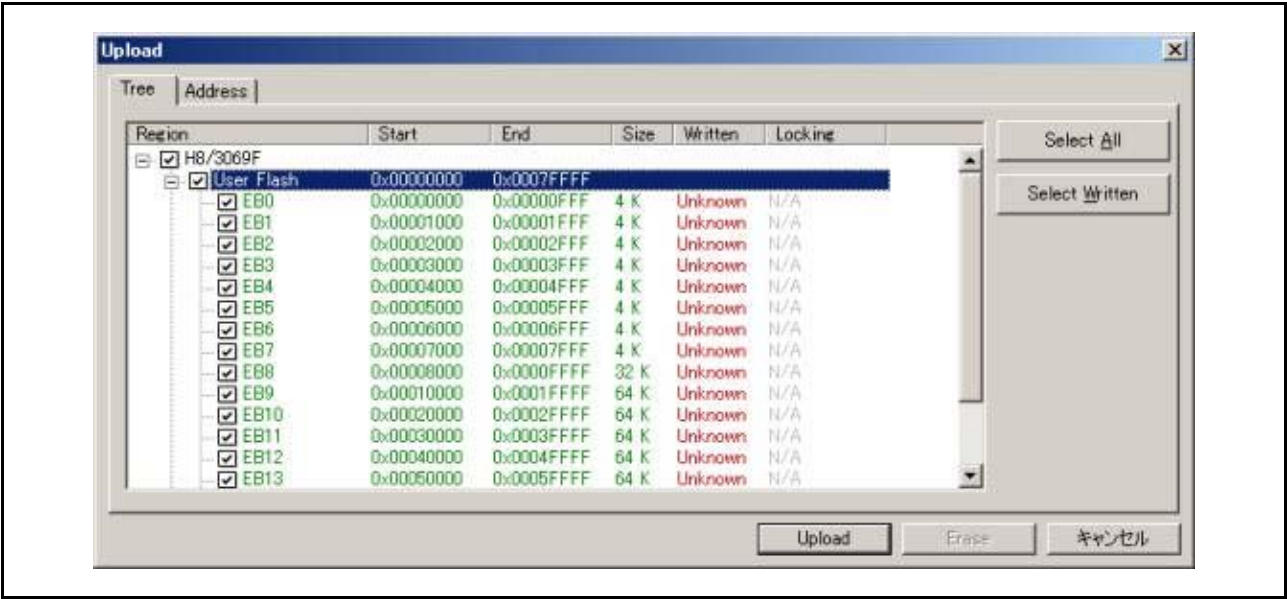 Upload
Tree Address
Region Start End Size Written Locking
H8/3069F
User Flash 0x00000000 0x0007FFFF
EB0 0x00000000 0x00000FFF 4 K Unknown N/A
EB1 0x00001000 0x00001FFF 4 K Unknown N/A
EB2 0x00002000 0x00002FFF 4 K Unknown N/A
EB3 0x00003000 0x00003FFF 4 K Unknown N/A
EB4 0x00004000 0x00004FFF 4 K Unknown N/A
EB5 0x00005000 0x00005FFF 4 K Unknown N/A
EB6 0x00006000 0x00006FFF 4 K Unknown N/A
EB7 0x00007000 0x00007FFF 4 K Unknown N/A
EB8 0x00008000 0x0000FFFF 32 K Unknown N/A
EB9 0x00010000 0x0001FFFF 64 K Unknown N/A
EB10 0x00020000 0x0002FFFF 64 K Unknown N/A
EB11 0x00030000 0x0003FFFF 64 K Unknown N/A
EB12 0x00040000 0x0004FFFF 64 K Unknown N/A
EB13 0x00050000 0x0005FFFF 64 K Unknown N/A
Select All
Select Written
Upload Erase キャンセル